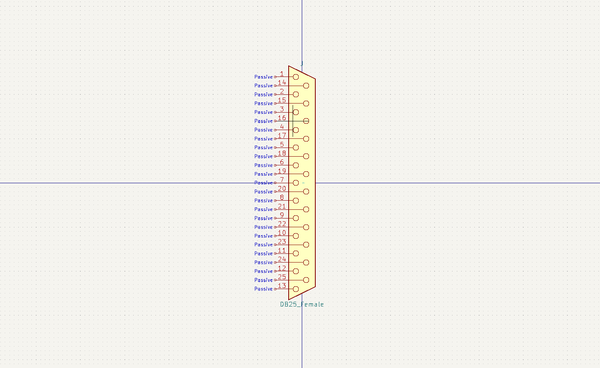 J
Passive 1
Passive 14
Passive 2
Passive 15
Passive 3
Passive 16
Passive 4
Passive 17
Passive 5
Passive 18
Passive 6
Passive 19
Passive 7
Passive 20
Passive 8
Passive 21
Passive 9
Passive 22
Passive 10
Passive 23
Passive 11
Passive 24
Passive 12
Passive 25
Passive 13
DB25_Female